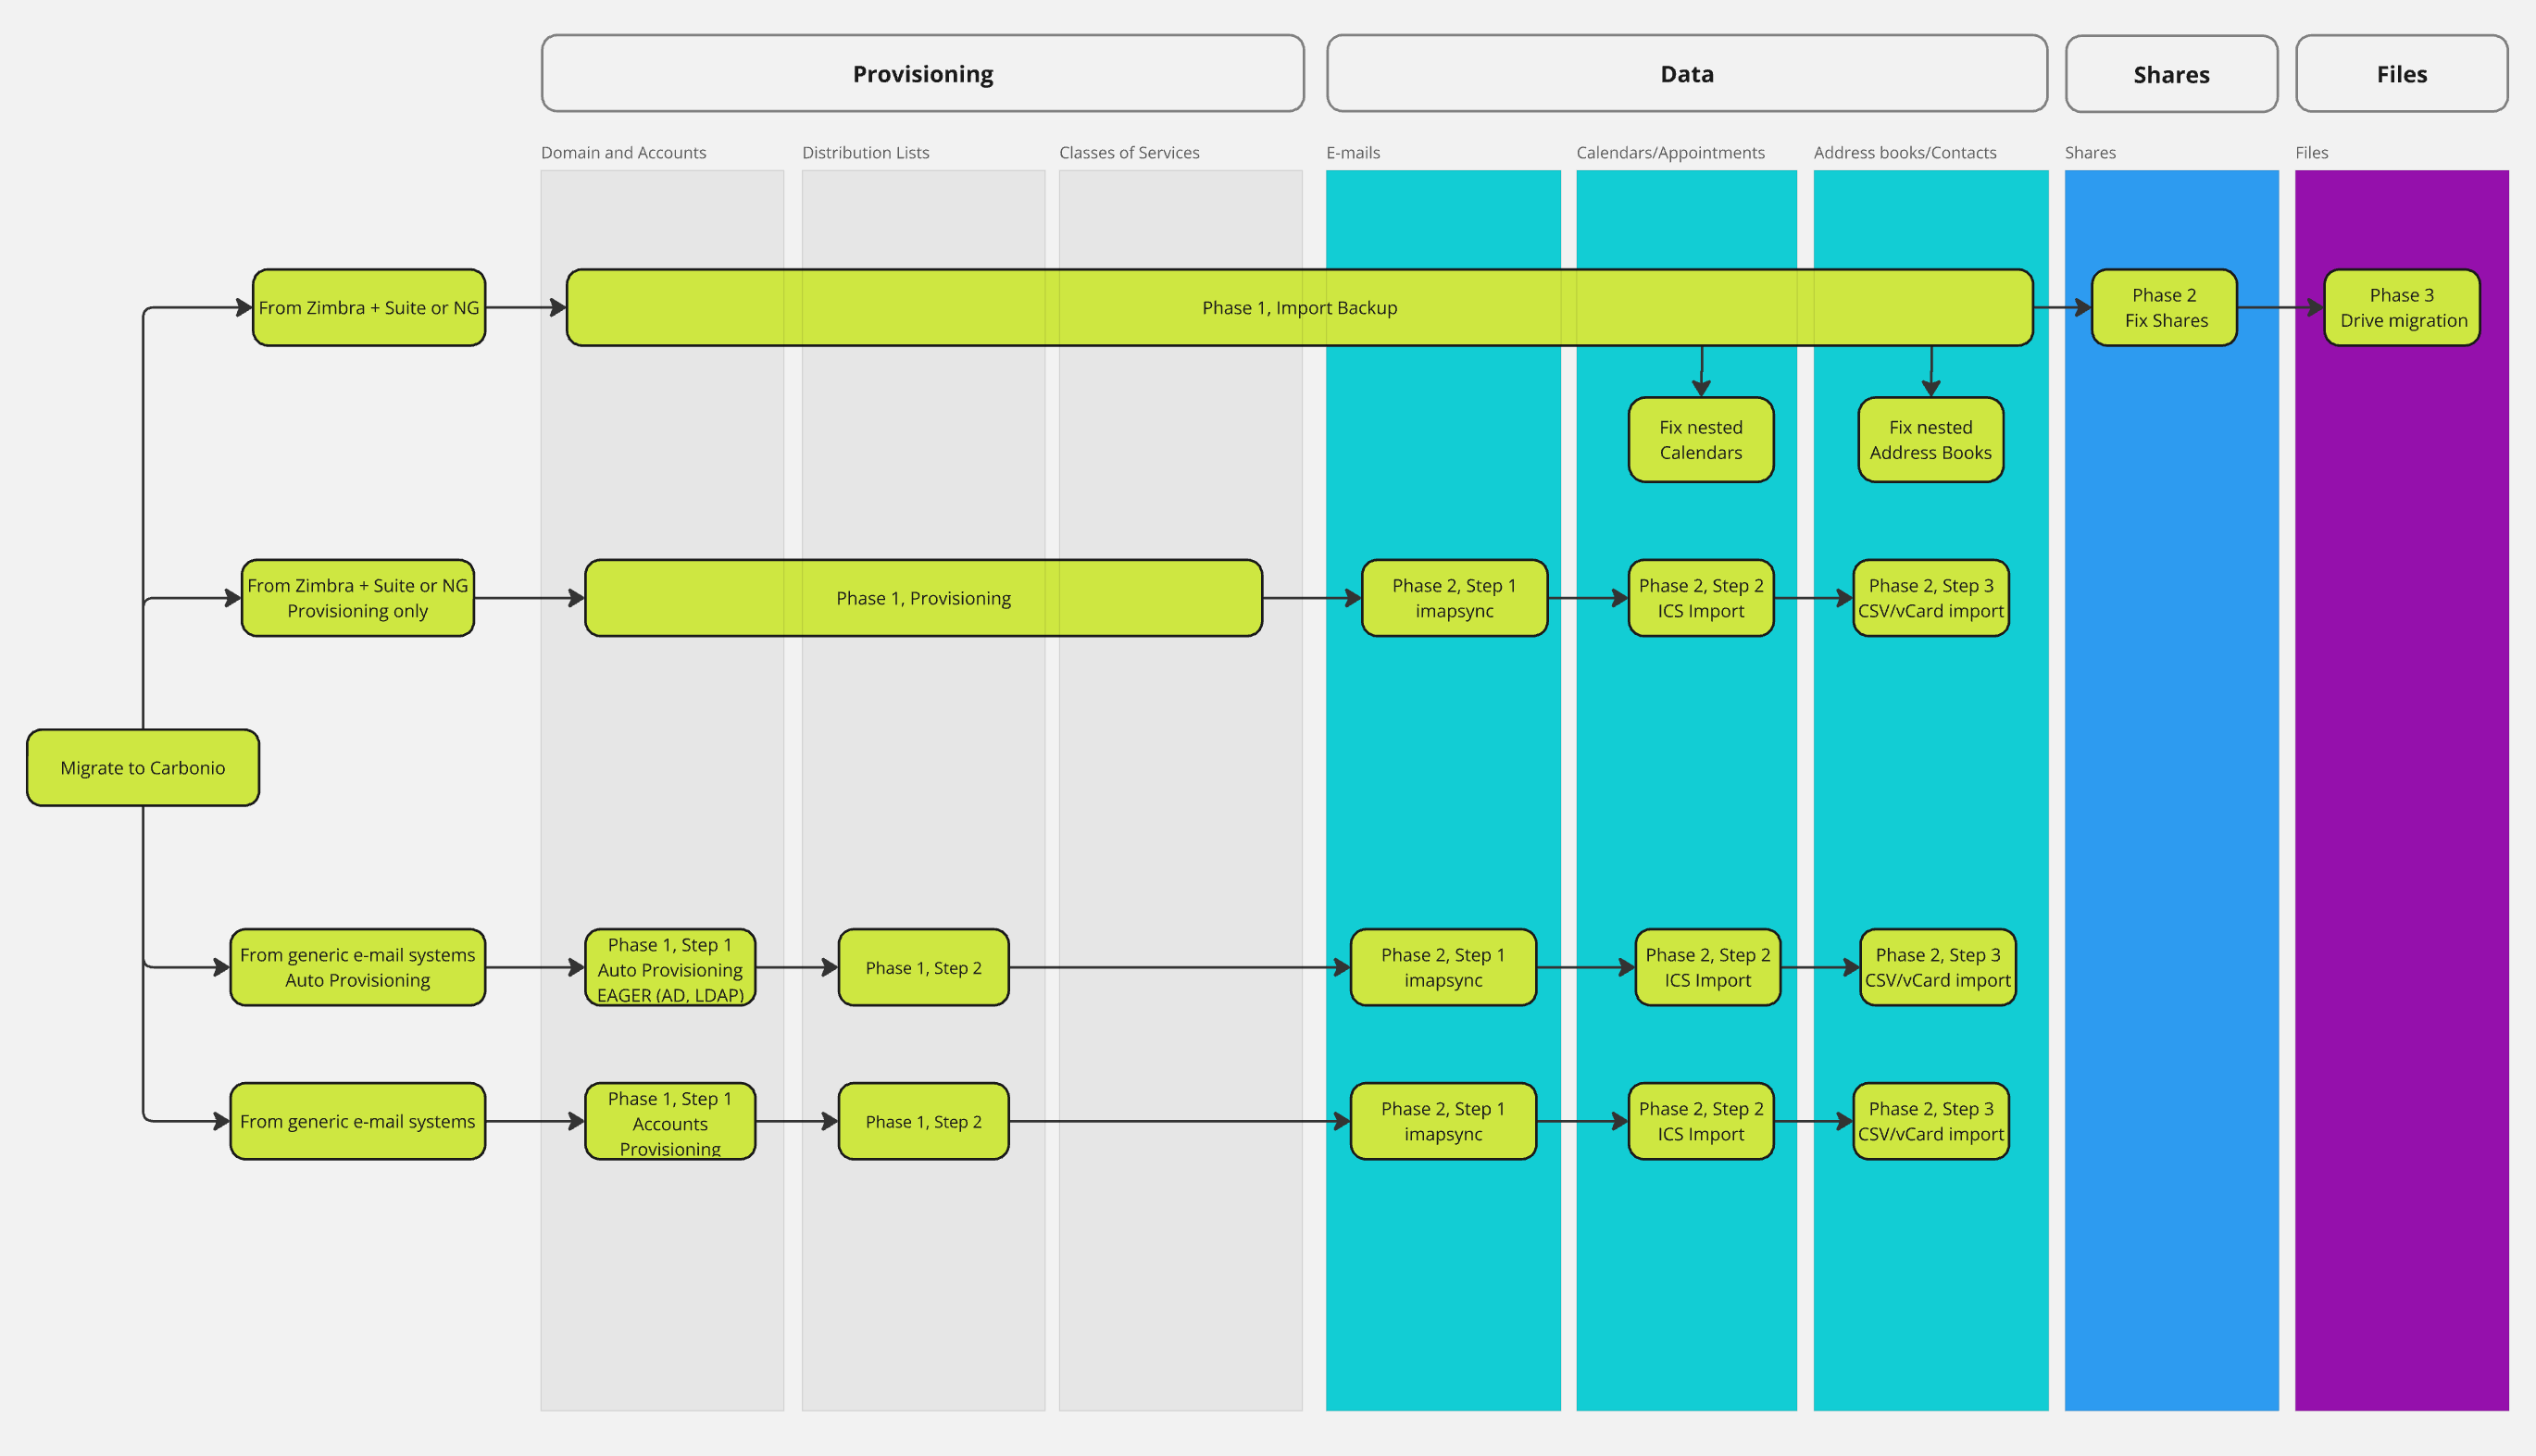 Provisioning
Data
Shares
Files
Domain and Accounts
Distribution Lists
Classes of Services
E-mails
Calendars/Appointments
Address books/Contacts
Shares
Files
From Zimbra + Suite or NG
Phase 1, Import Backup
Phase 2
Fix Shares
Phase 3
Drive migration
Fix nested
Calendars
Fix nested
Address Books
From Zimbra + Suite or NG
Provisioning only
Phase 1, Provisioning
Phase 2, Step 1
imapsync
Phase 2, Step 2
ICS Import
Phase 2, Step 3
CSV/vCard import
Migrate to Carbonio
From generic e-mail systems
Auto Provisioning
Phase 1, Step 1
Auto Provisioning
EAGER (AD, LDAP)
Phase 1, Step 2
Phase 2, Step 1
imapsync
Phase 2, Step 2
ICS Import
Phase 2, Step 3
CSV/vCard import
From generic e-mail systems
Phase 1, Step 1
Accounts
Provisioning
Phase 1, Step 2
Phase 2, Step 1
imapsync
Phase 2, Step 2
ICS Import
Phase 2, Step 3
CSV/vCard import